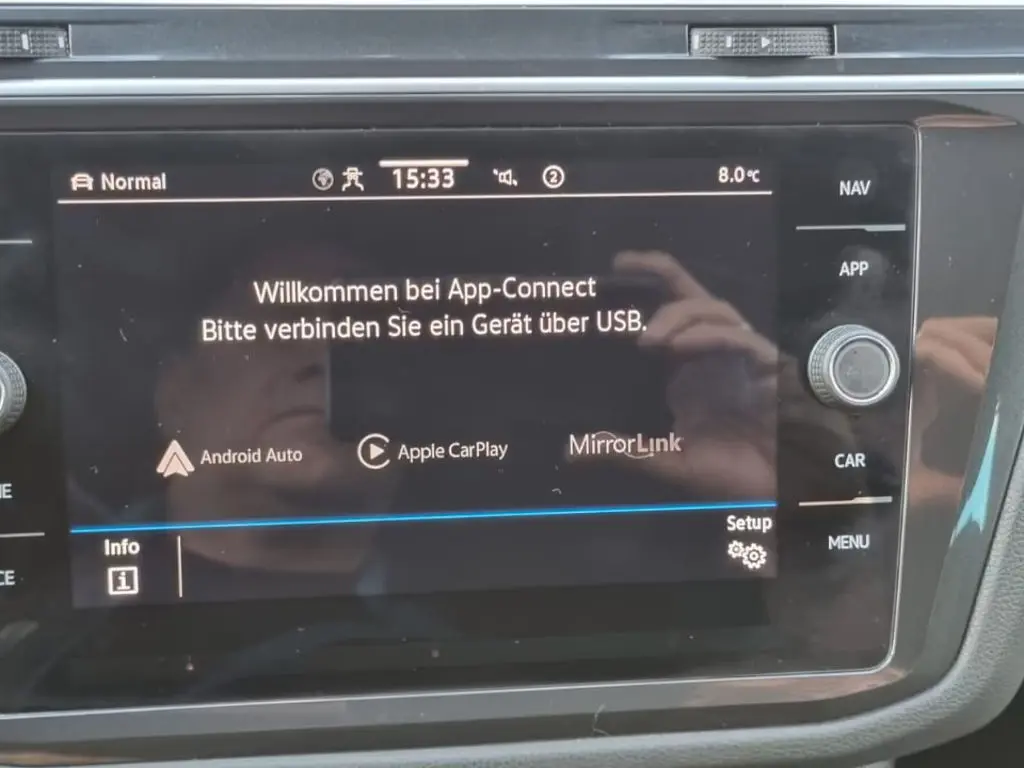 Normal 15:33 2 8.0°C
NAV
APP
Willkommen bei App-Connect
Bitte verbinden Sie ein Gerät über USB.
Android Auto Apple CarPlay MirrorLink
CAR
MENU
Info
Setup